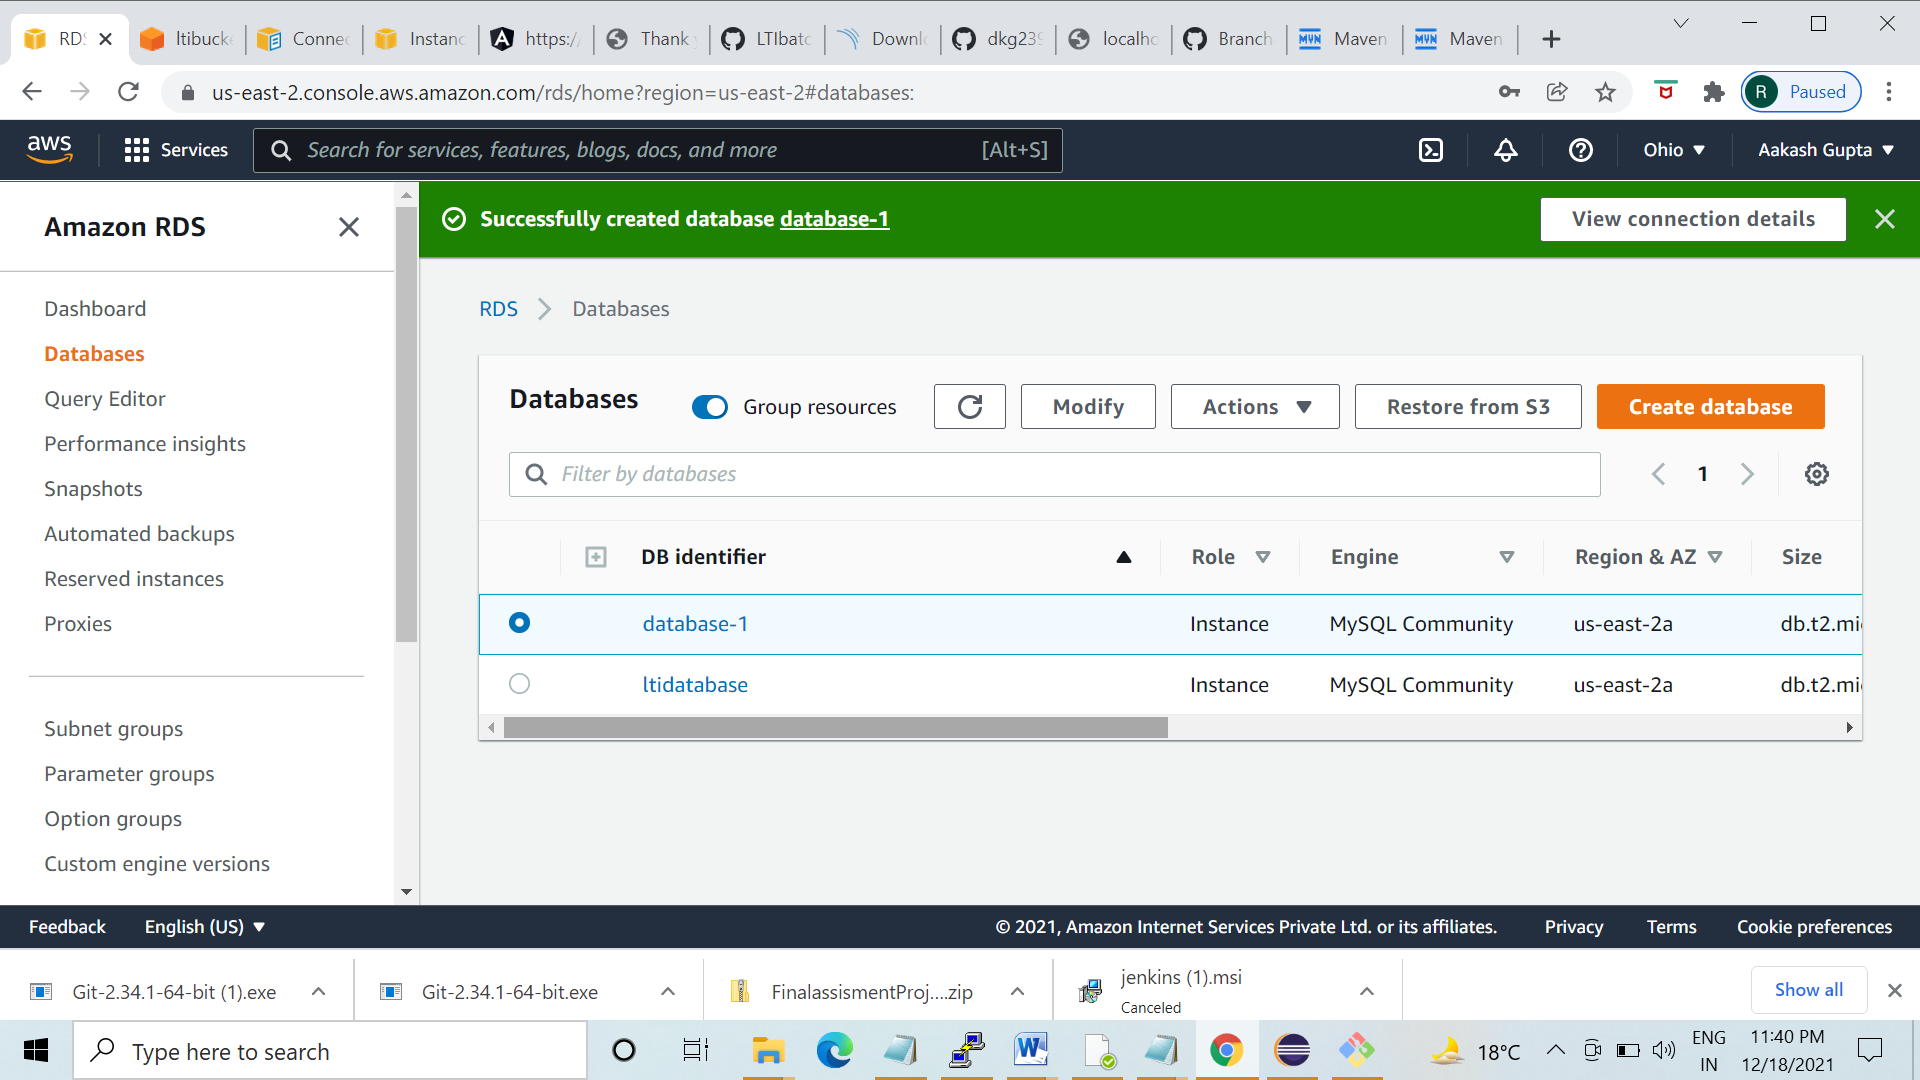 RDS
ltibuck
Connec
Instanc
https:/
Thank
LTIbatc
Downl
dkg239
localho
Branch
Maven
Maven
us-east-2.console.aws.amazon.com/rds/home?region=us-east-2#databases:
R Paused
aws
Services
Search for services, features, blogs, docs, and more [Alt+S]
Ohio
Aakash Gupta
Amazon RDS
Successfully created database database-1
View connection details
Dashboard
Databases
Query Editor
Performance insights
Snapshots
Automated backups
Reserved instances
Proxies
Subnet groups
Parameter groups
Option groups
Custom engine versions
RDS > Databases
Databases
Group resources
Modify
Actions
Restore from S3
Create database
Filter by databases
1
DB identifier Role Engine Region & AZ Size
database-1 Instance MySQL Community us-east-2a db.t2.mi
ltidatabase Instance MySQL Community us-east-2a db.t2.mi
Feedback English (US) © 2021, Amazon Internet Services Private Ltd. or its affiliates. Privacy Terms Cookie preferences
Git-2.34.1-64-bit (1).exe
Git-2.34.1-64-bit.exe
FinalassismentProj....zip
jenkins (1).msi
Canceled
Show all
Type here to search
18°C
ENG
IN
11:40 PM
12/18/2021